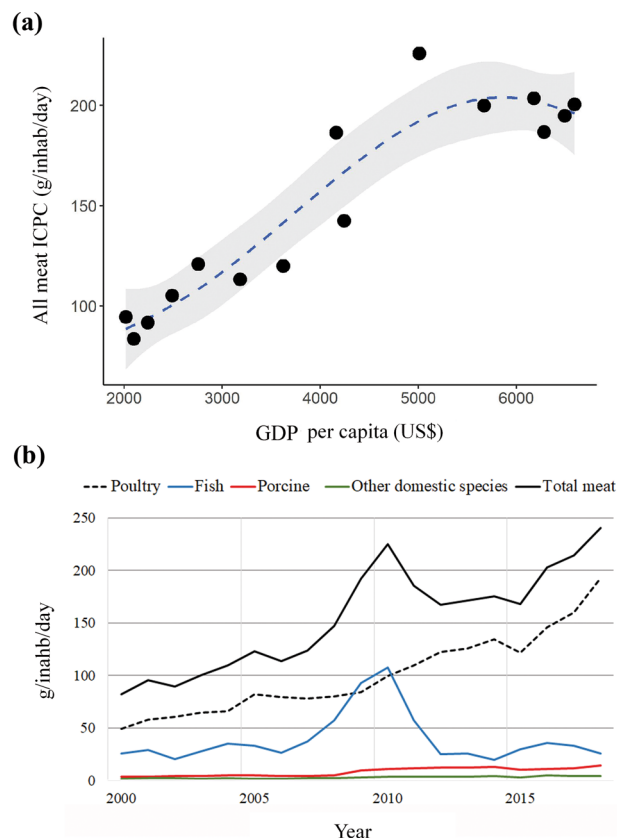 (a)
All meat ICPC (g/inhab/day)
200
150
100
2000 3000 4000 5000 6000
GDP per capita (US$)
(b)
Poultry Fish Porcine Other domestic species Total meat
g/inahb/day
250
200
150
100
50
0
2000 2005 2010 2015
Year